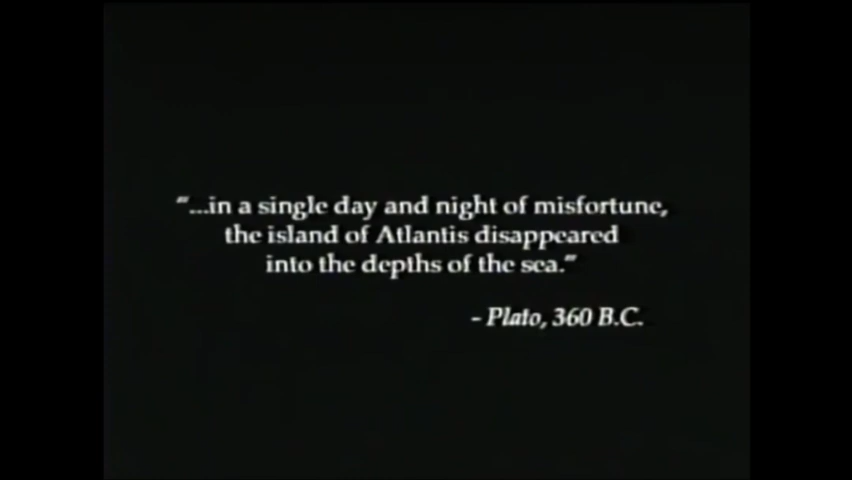 "...in a single day and night of misfortune,
the island of Atlantis disappeared
into the depths of the sea."
- Plato, 360 B.C.